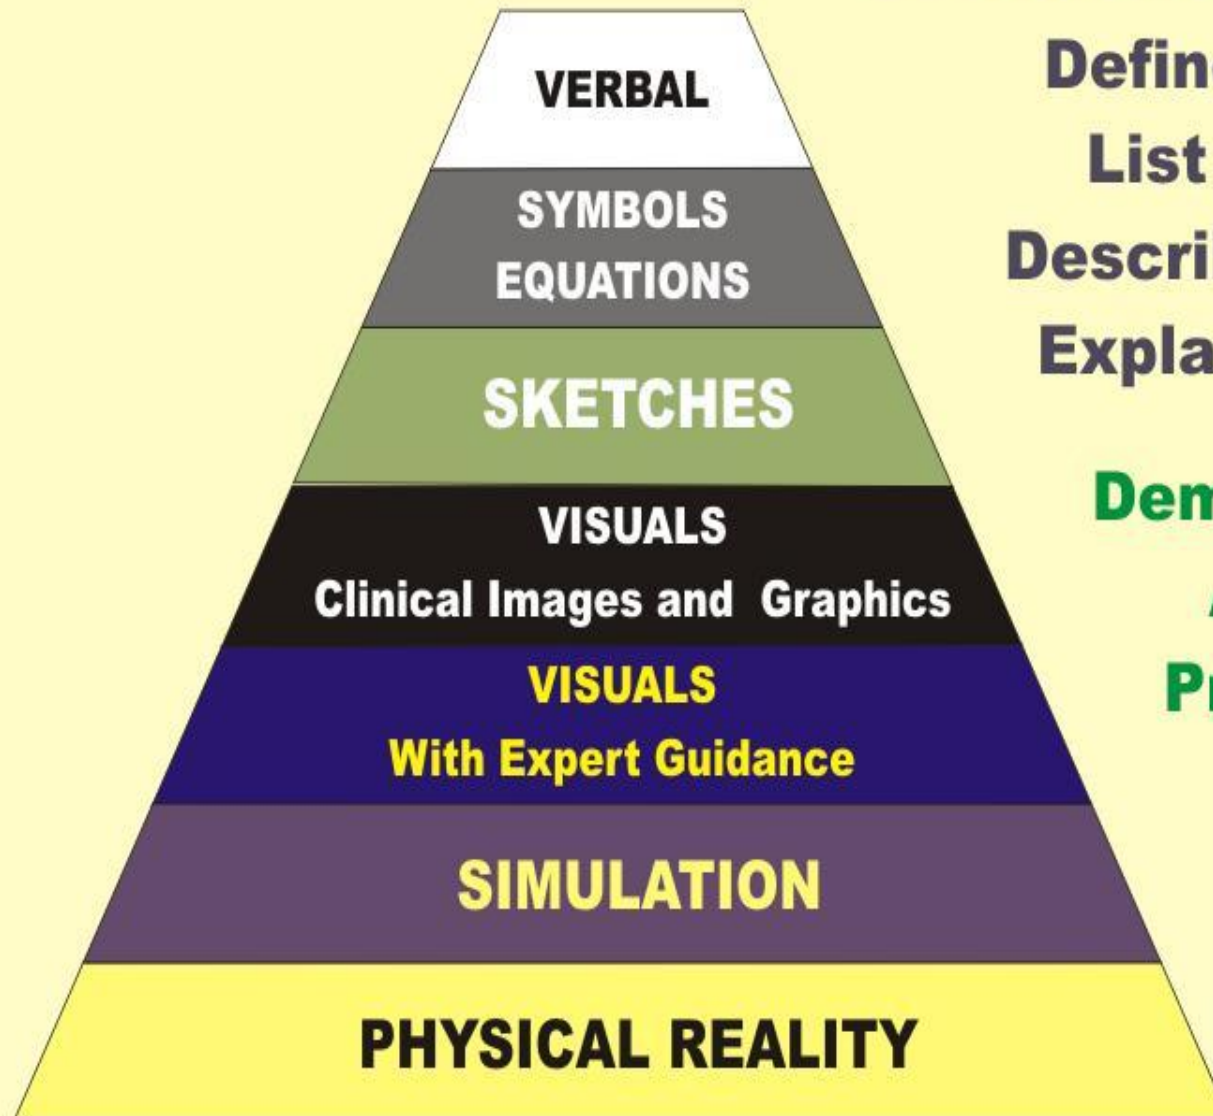 VERBAL
SYMBOLS
EQUATIONS
SKETCHES
VISUALS
Clinical Images and Graphics
VISUALS
With Expert Guidance
SIMULATION
PHYSICAL REALITY
List